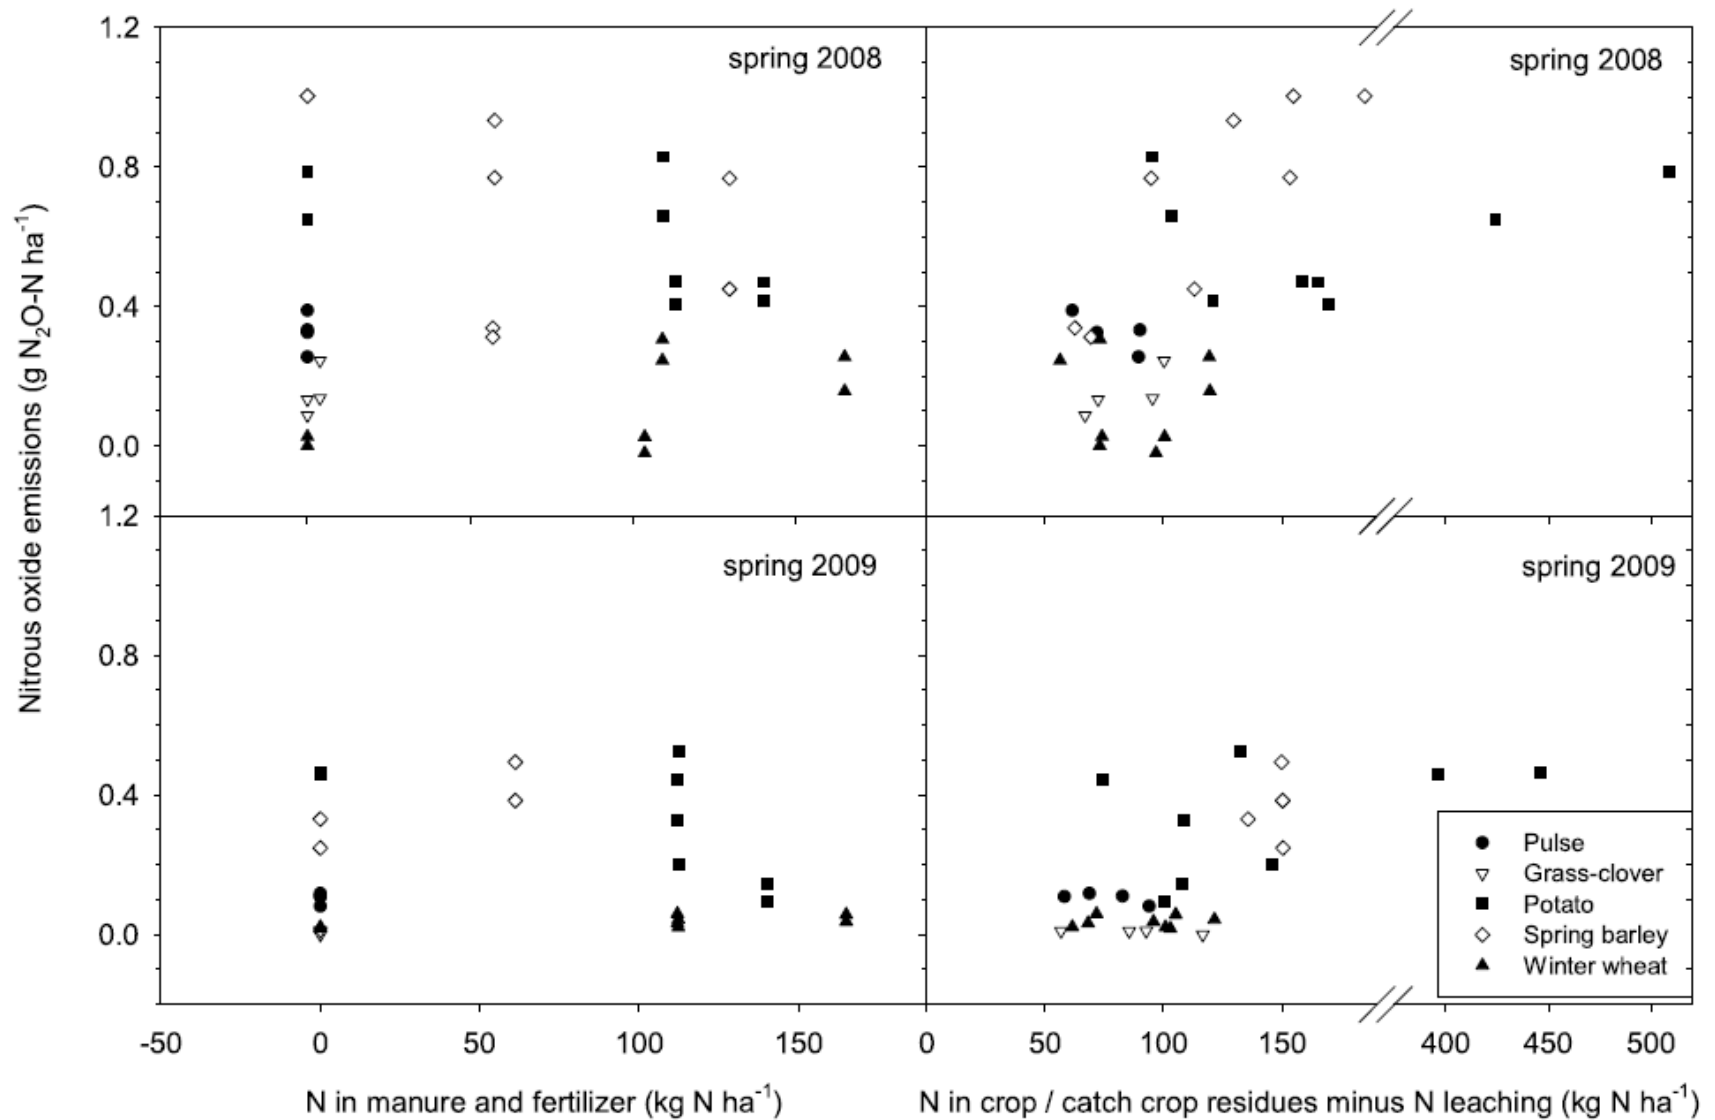 Nitrous oxide emissions (g N₂O-N ha⁻¹)
1.2
0.8
0.4
0.0
spring 2008
spring 2008
1.2
0.8
0.4
0.0
spring 2009
spring 2009
Pulse
Grass-clover
Potato
Spring barley
Winter wheat
-50 0 50 100 150
0 50 100 150 400 450 500
N in manure and fertilizer (kg N ha⁻¹)
N in crop / catch crop residues minus N leaching (kg N ha⁻¹)